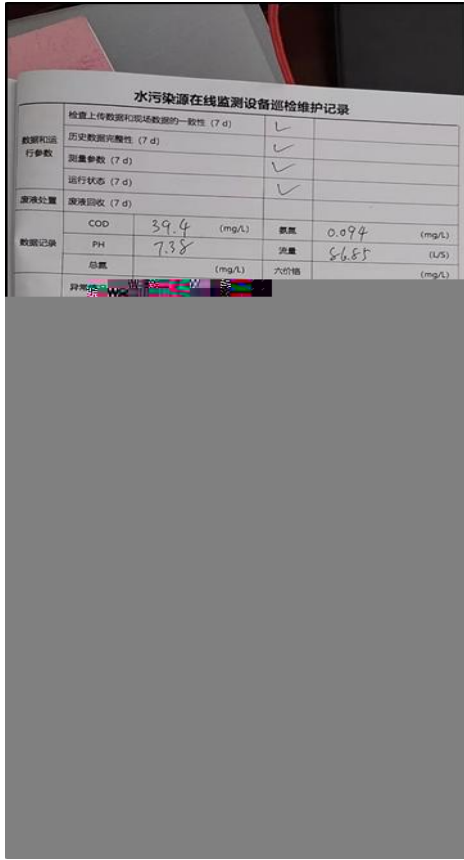 水污染源在线监测设备巡检维护记录
数据和运行参数 检查上传数据和现场数据的一致性 (7 d) ✓
历史数据完整性 (7 d) ✓
测量参数 (7 d) ✓
运行状态 (7 d) ✓
废液处置 废液回收 (7 d)
数据记录 COD 39.4 (mg/L) 氨氮 0.094 (mg/L)
PH 7.38 流量 86.85 (L/S)
总氮 (mg/L) 六价铬 (mg/L)
异常